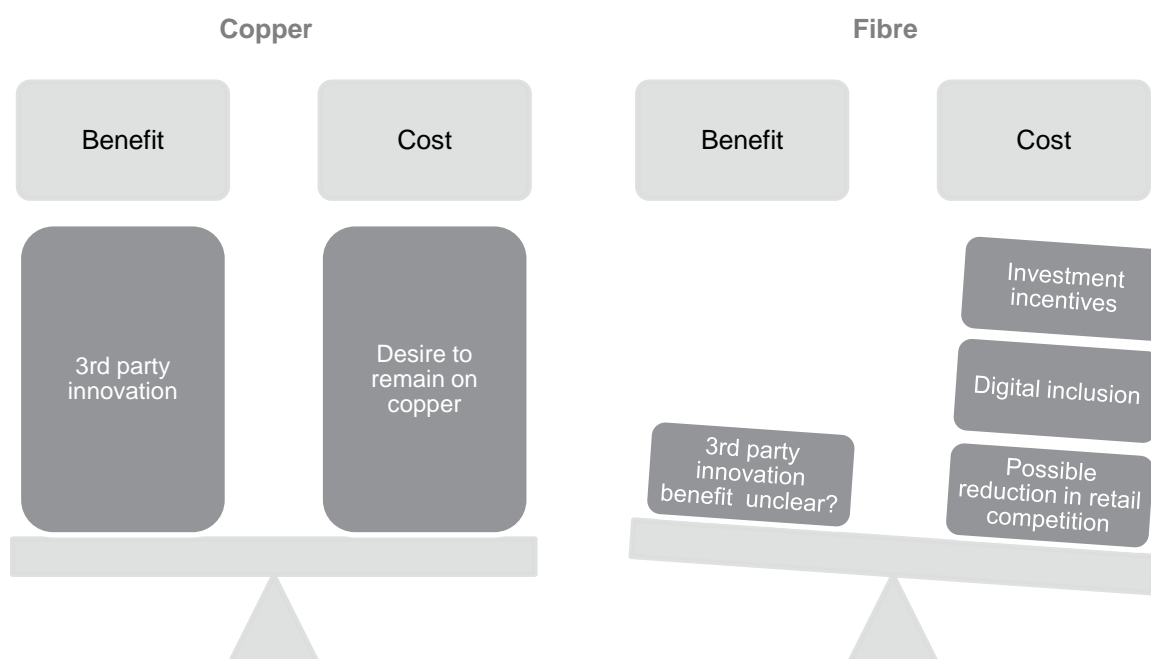 Copper
Benefit
Cost
3rd party
innovation
Desire to
remain on
copper
Fibre
Benefit
Cost
3rd party
innovation
benefit unclear?
Investment
incentives
Digital inclusion
Possible
reduction in retail
competition